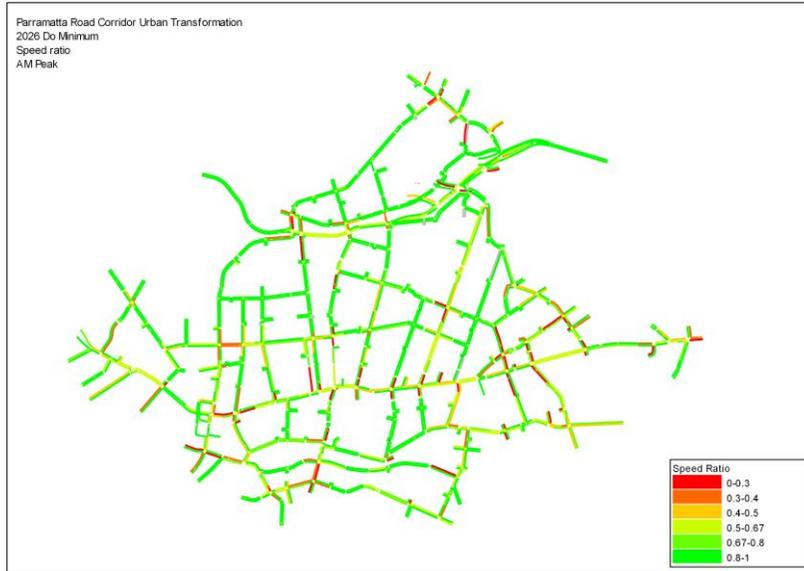 Parramatta Road Corridor Urban Transformation
2026 Do Minimum
Speed ratio
AM Peak
Speed Ratio
0-0.3
0.3-0.4
0.4-0.5
0.5-0.67
0.67-0.8
0.8-1